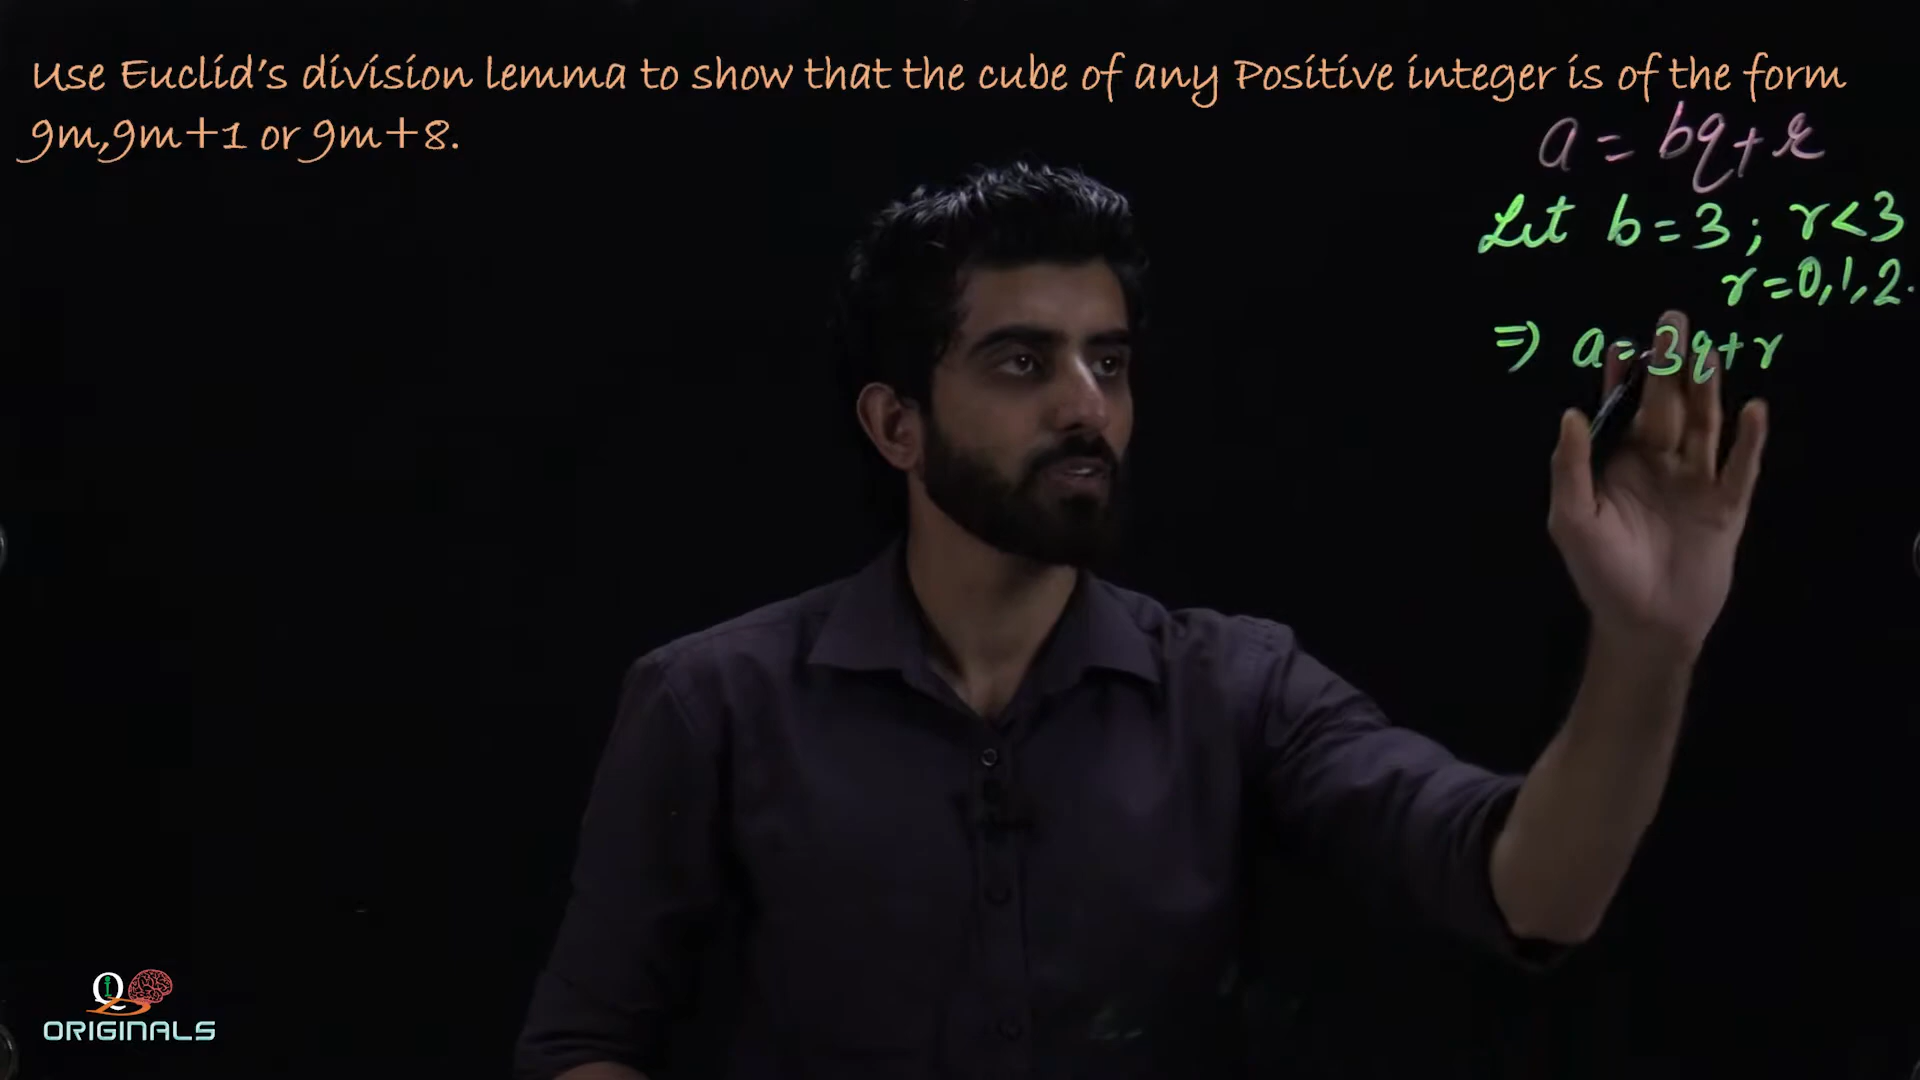 Use Euclid's division lemma to show that the cube of any Positive integer is of the form
9m,9m+1 or 9m+8.
a = bq + r
Let b = 3 ; r < 3
r = 0, 1, 2.
⇒ a = 3q + r
Qi
ORIGINALS